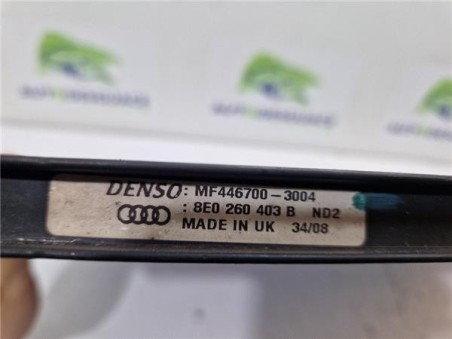 DENSO: MF446700-3004
: 8E0 260 403 B ND2
MADE IN UK 34/08